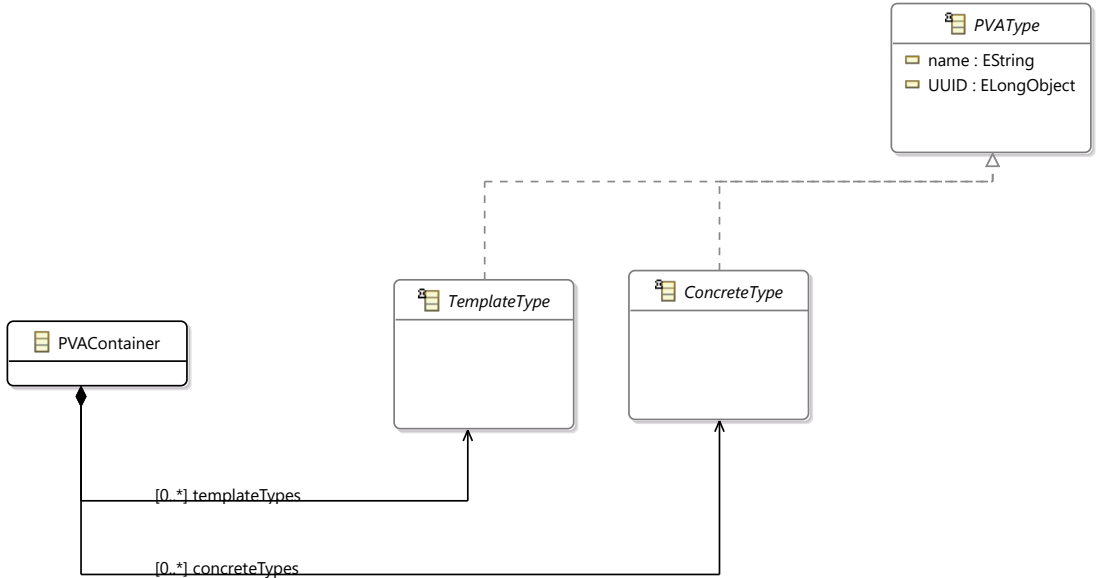 PVAType
name : EString
UUID : ELongObject
TemplateType
ConcreteType
PVAContainer
[0..*] templateTypes
[0..*] concreteTypes